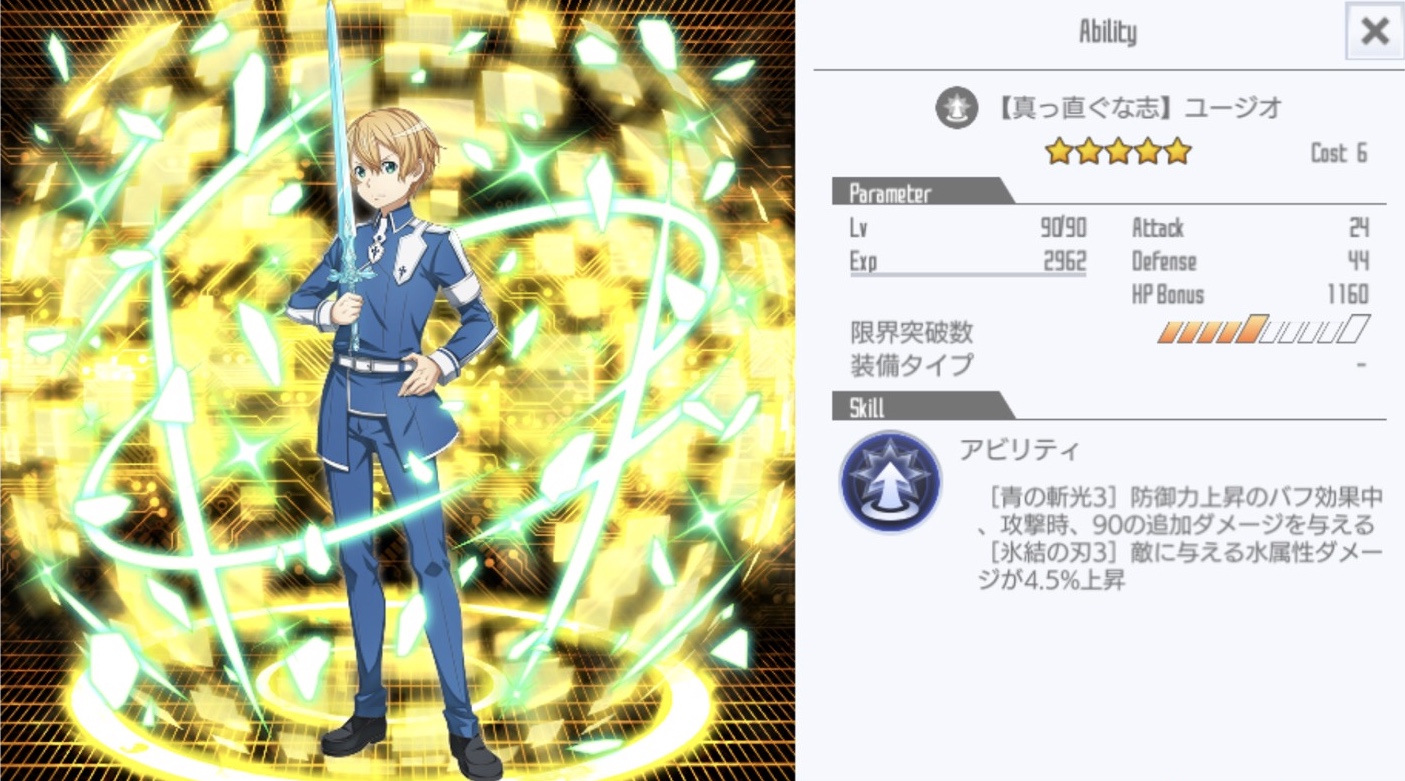 Ability
【真っ直ぐな志】ユージオ
Cost 6
Parameter
Lv 90/90 Attack 24
Exp 2962 Defense 44
HP Bonus 1160
限界突破数
装備タイプ -
Skill
アビリティ
［青の斬光3］防御力上昇のバフ効果中
、攻撃時、90の追加ダメージを与える
［氷結の刃3］敵に与える水属性ダメー
ジが4.5%上昇